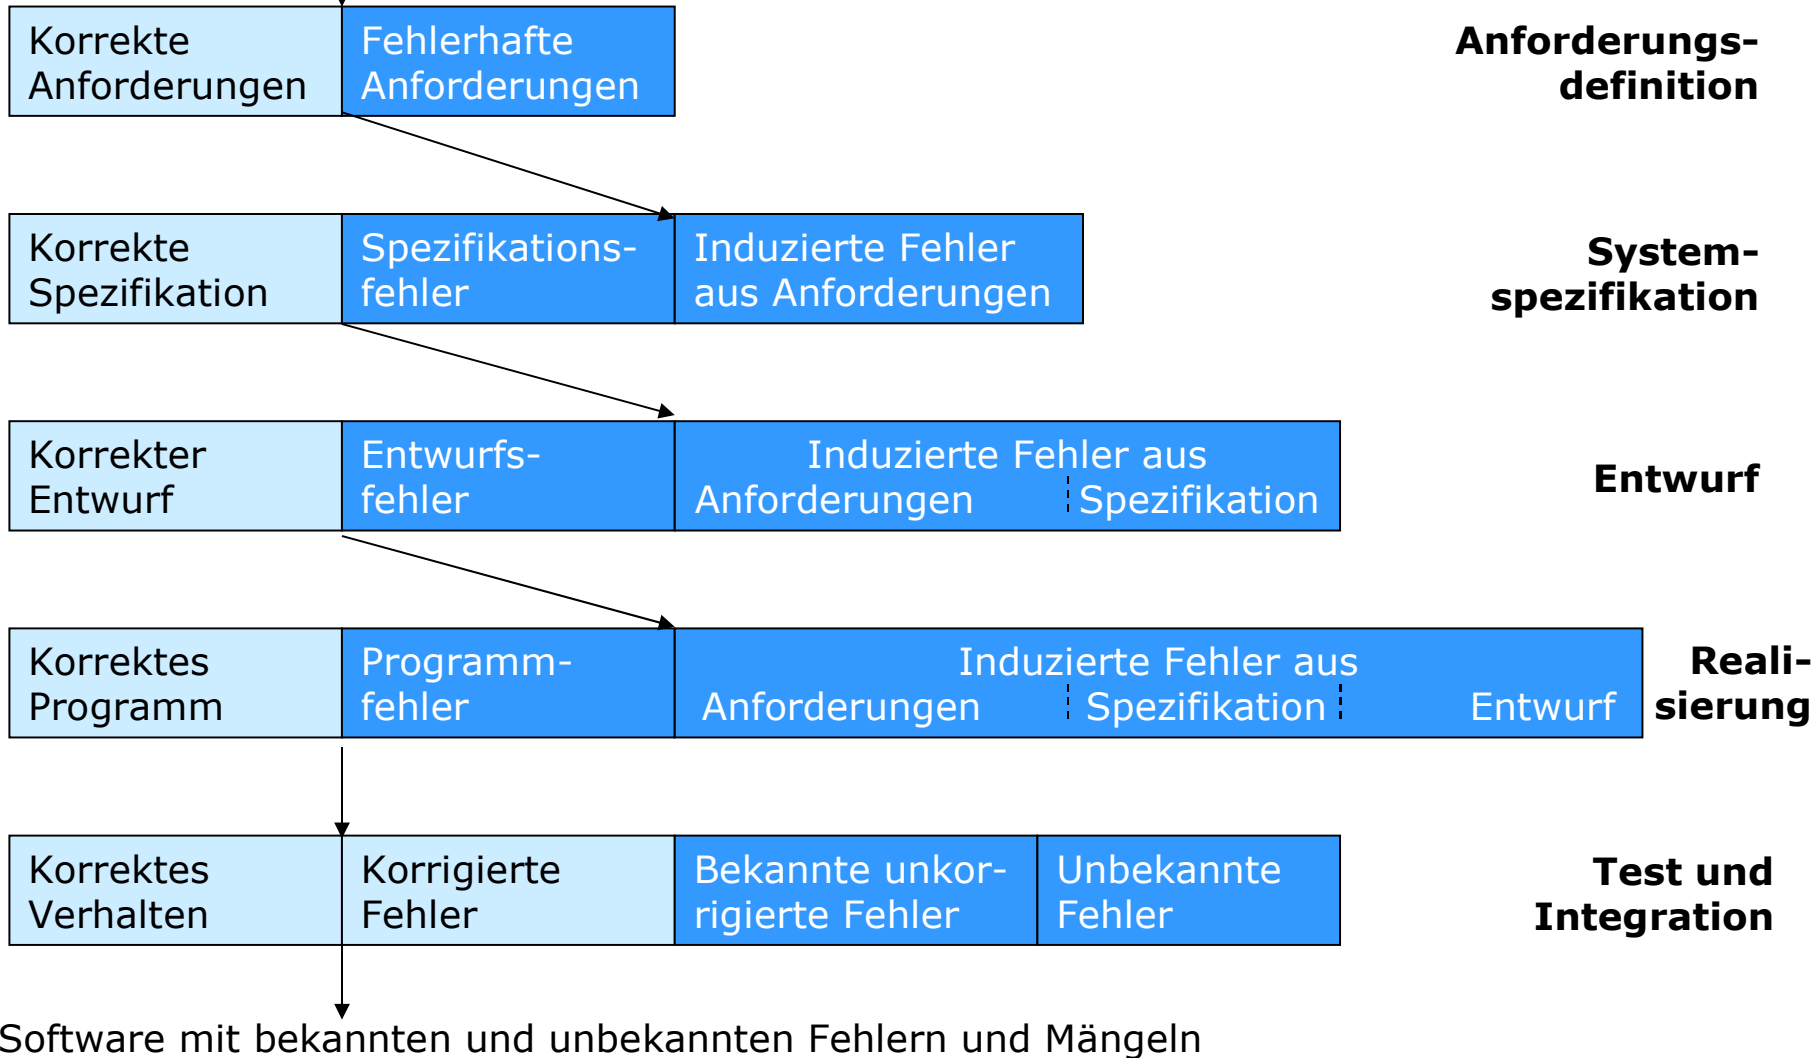 Korrekte
Anforderungen
Fehlerhafte
Anforderungen
Anforderungs-
definition
Korrekte
Spezifikation
Spezifikations-
fehler
Induzierte Fehler
aus Anforderungen
System-
spezifikation
Korrekter
Entwurf
Entwurfs-
fehler
Induzierte Fehler aus
Anforderungen
Spezifikation
Entwurf
Korrektes
Programm
Programm-
fehler
Induzierte Fehler aus
Anforderungen
Spezifikation
Entwurf
Reali-
sierung
Korrektes
Verhalten
Korrigierte
Fehler
Bekannte unkor-
rigierte Fehler
Unbekannte
Fehler
Test und
Integration
Software mit bekannten und unbekannten Fehlern und Mängeln